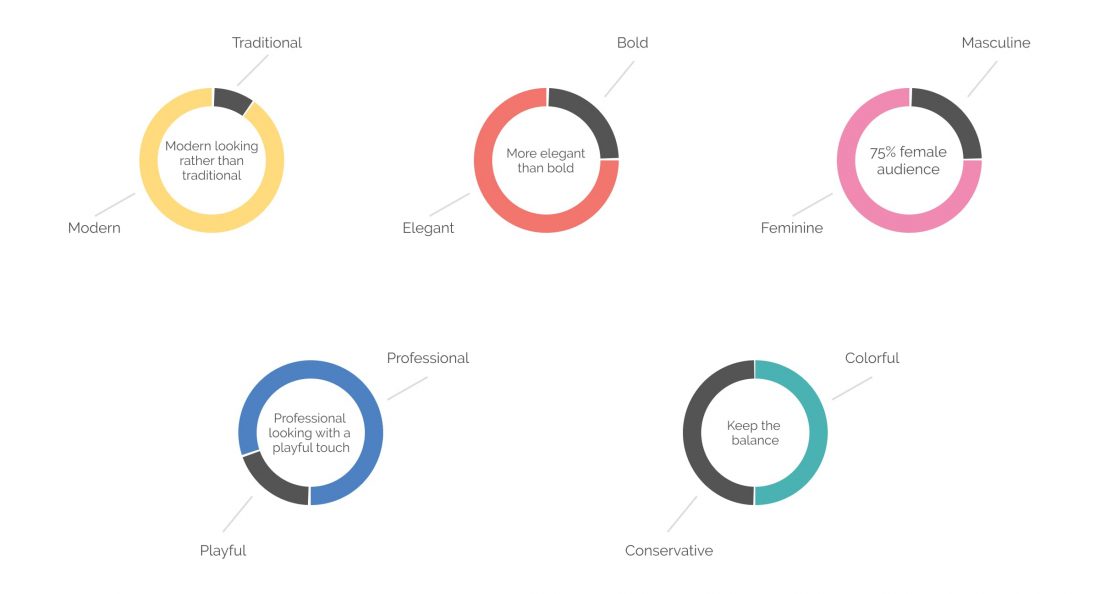 Traditional
Bold
Masculine
Modern looking
rather than
traditional
More elegant
than bold
75% female
audience
Modern
Elegant
Feminine
Professional
Colorful
Professional
looking with a
playful touch
Keep the
balance
Playful
Conservative